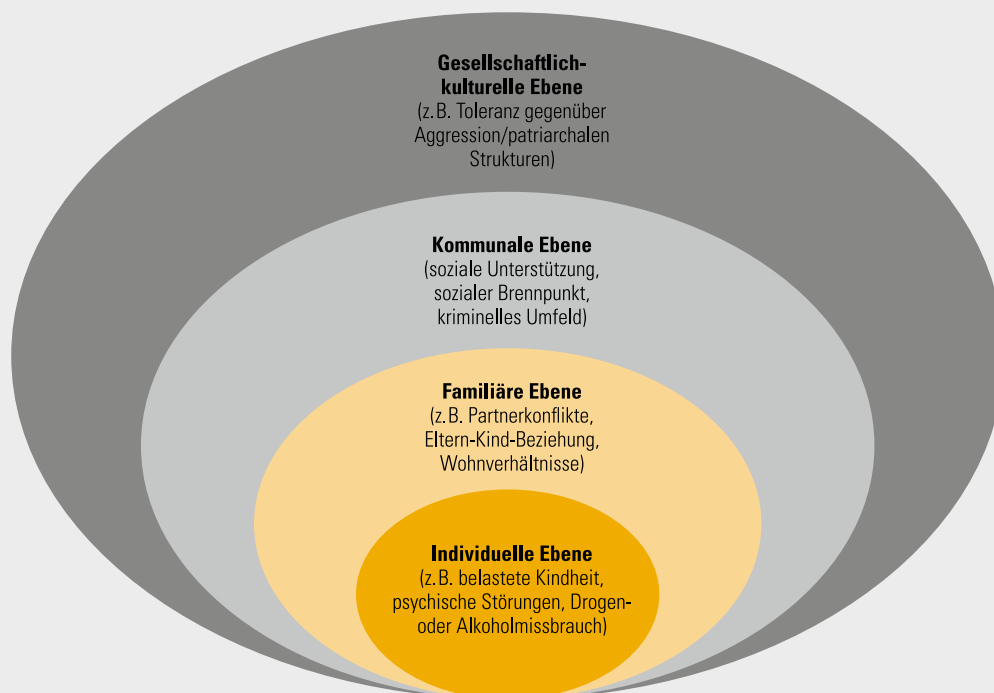 Gesellschaftlich-
kulturelle Ebene
(z.B. Toleranz gegenüber
Aggression/patriarchalen
Strukturen)
Kommunale Ebene
(soziale Unterstützung,
sozialer Brennpunkt,
kriminelles Umfeld)
Familiäre Ebene
(z.B. Partnerkonflikte,
Eltern-Kind-Beziehung,
Wohnverhältnisse)
Individuelle Ebene
(z.B. belastete Kindheit,
psychische Störungen, Drogen-
oder Alkoholmissbrauch)